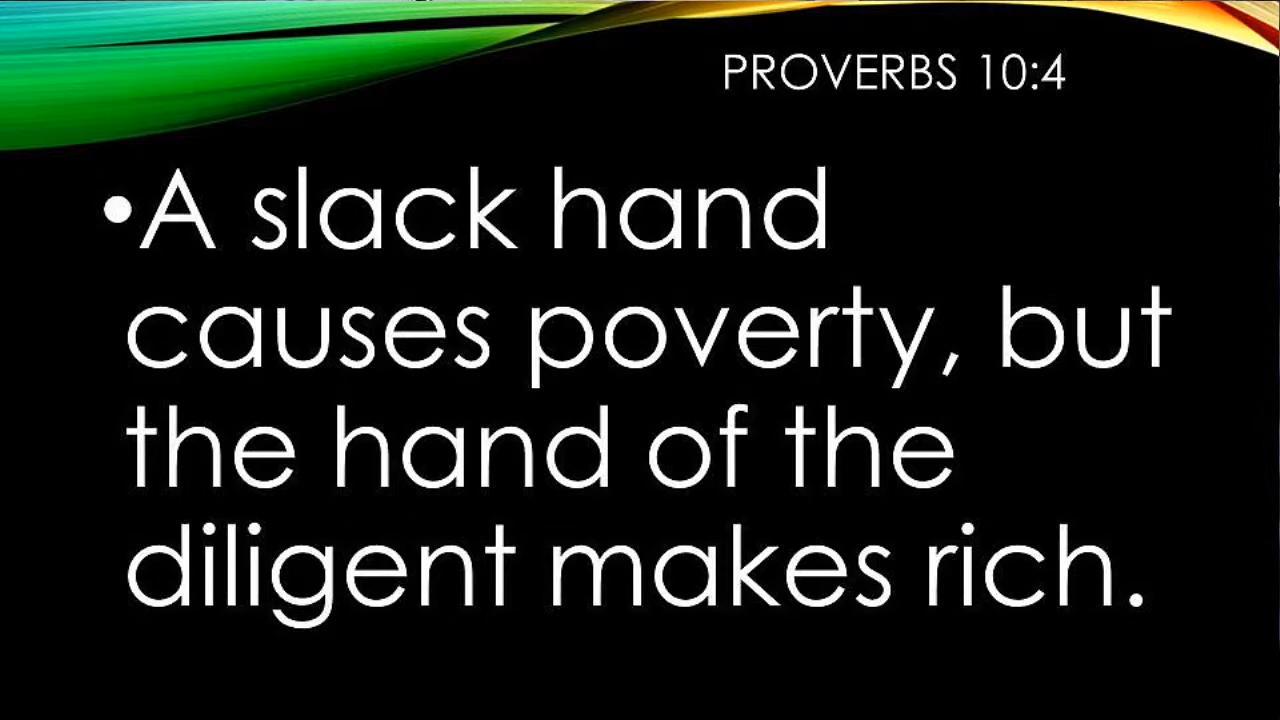 PROVERBS 10:4
•A slack hand
causes poverty, but
the hand of the
diligent makes rich.